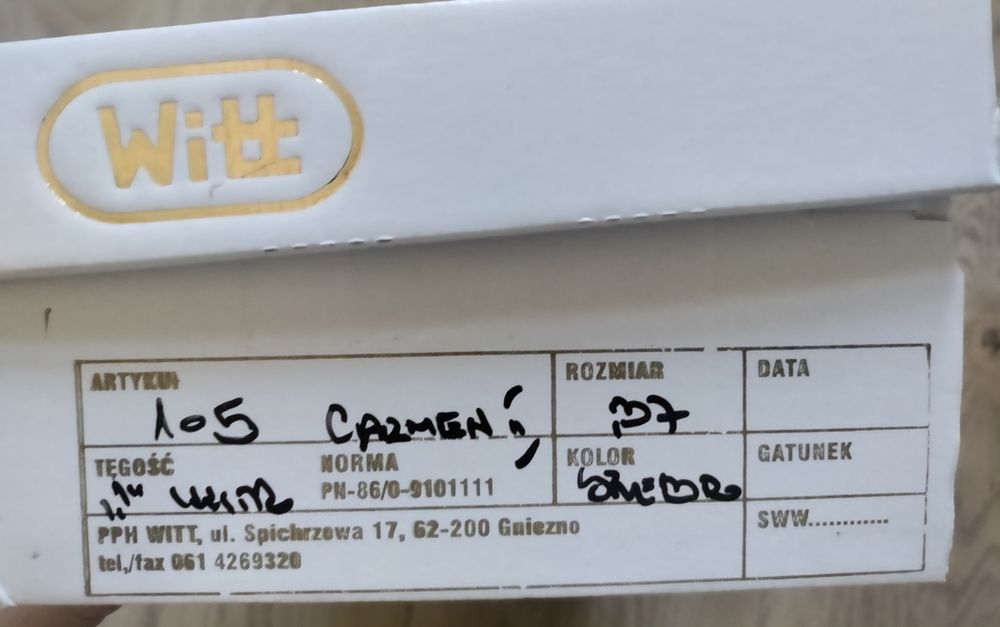 Witt
ARTYKUŁ
105 CARMEN
ROZMIAR
37
DATA
TĘGOŚĆ
NORMA
PN-86/0-9101111
KOLOR
GATUNEK
SWW............
PPH WITT, ul. Spichrzowa 17, 62-200 Gniezno
tel,/fax 061 4269320